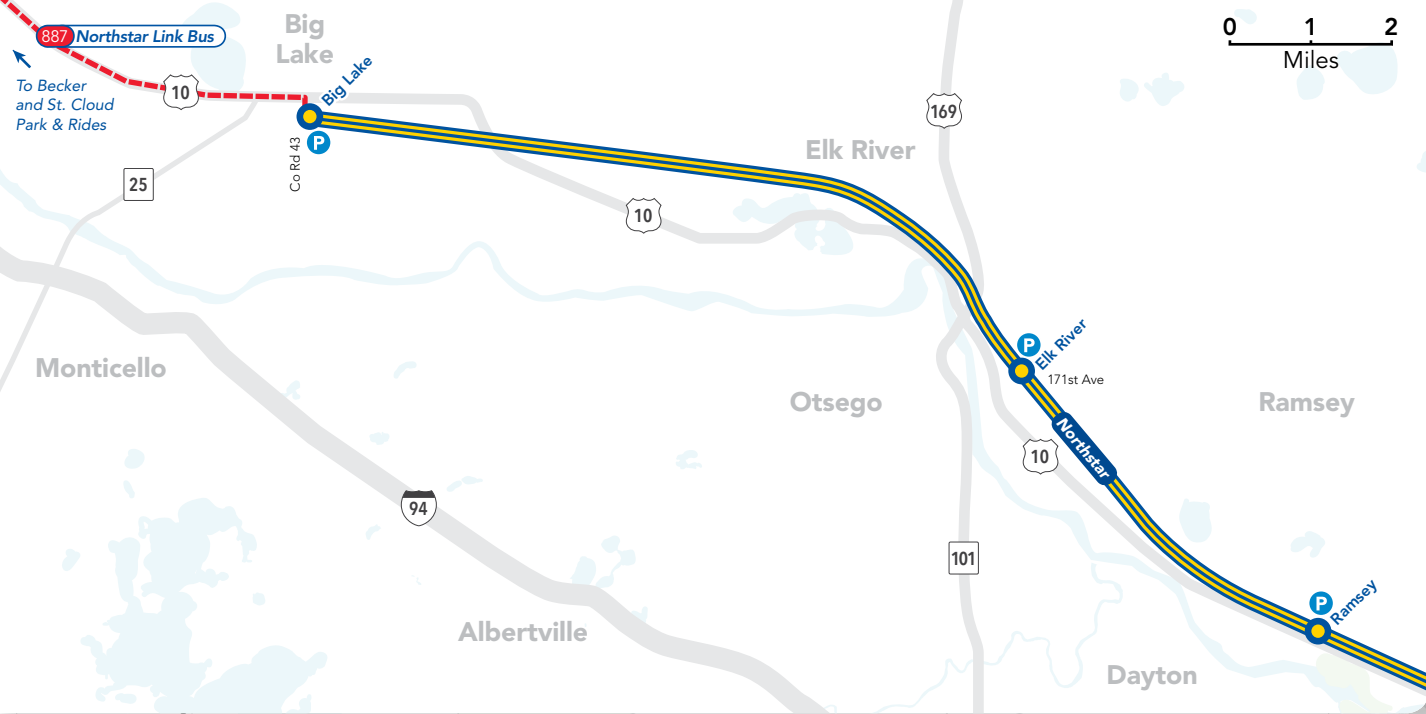 887 Northstar Link Bus
To Becker
and St. Cloud
Park & Rides
10
Big
Lake
Big Lake
P
Co Rd 43
25
0 1 2
Miles
169
Elk River
10
Monticello
Otsego
P
Elk River
171st Ave
Ramsey
Northstar
10
94
101
P
Ramsey
Albertville
Dayton